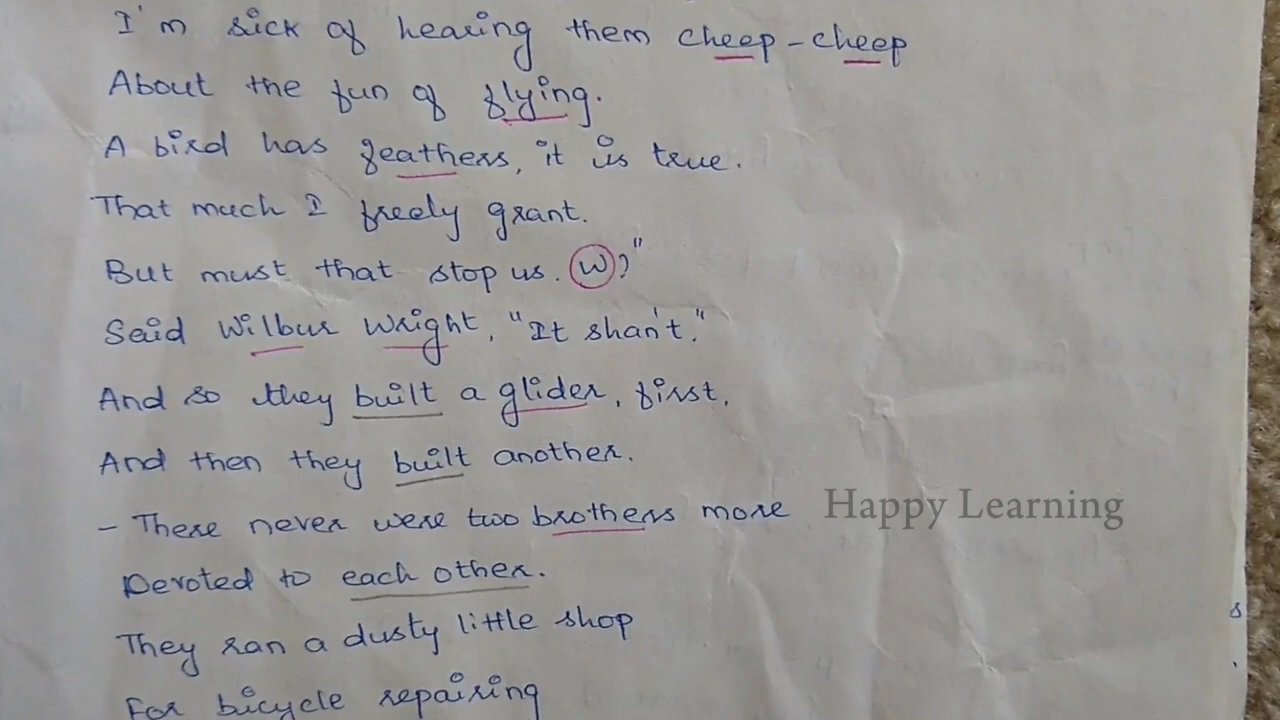 I'm sick of hearing them cheep-cheep
About the fun of flying.
A bird has feathers, it is true.
That much I freely grant.
But must that stop us. W?"
Said Wilbur Wright, "It shan't."
And so they built a glider, first,
And then they built another.
- There never were two brothers more
Happy Learning
Devoted to each other.
They ran a dusty little shop
For bicycle repairing
s